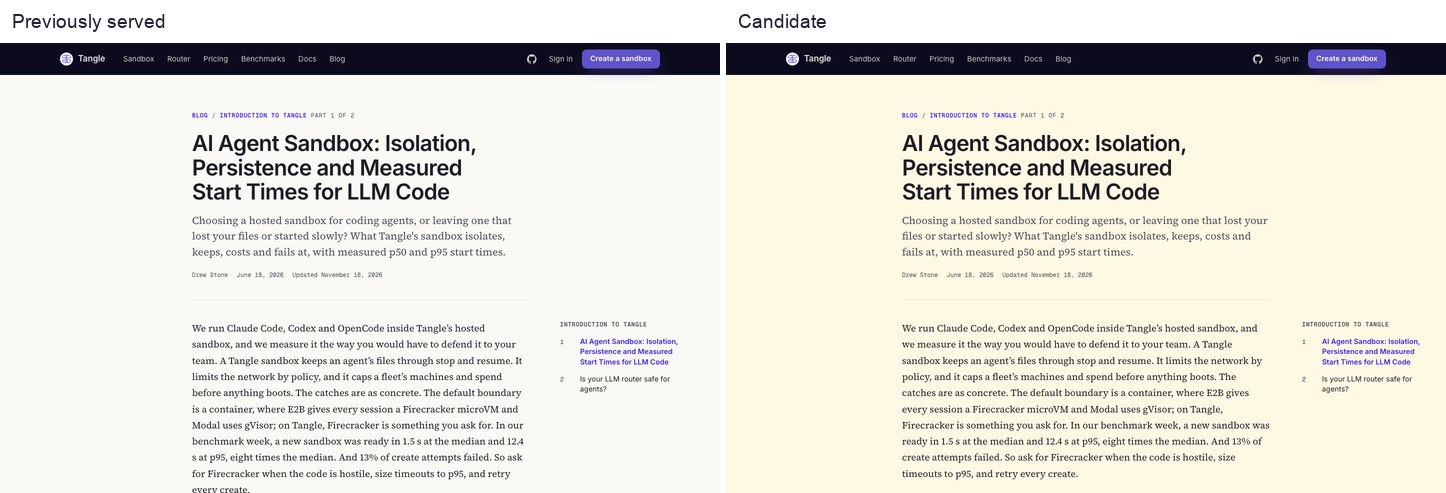 Previously served
Tangle Sandbox Router Pricing Benchmarks Docs Blog Sign in Create a sandbox
BLOG / INTRODUCTION TO TANGLE PART 1 OF 2
AI Agent Sandbox: Isolation,
Persistence and Measured
Start Times for LLM Code
Choosing a hosted sandbox for coding agents, or leaving one that
lost your files or started slowly? What Tangle's sandbox isolates,
keeps, costs and fails at, with measured p50 and p95 start times.
Drew Stone June 18, 2026 Updated November 18, 2026
We run Claude Code, Codex and OpenCode inside Tangle’s hosted
sandbox, and we measure it the way you would have to defend it to your
team. A Tangle sandbox keeps an agent’s files through stop and resume. It
limits the network by policy, and it caps a fleet’s machines and spend
before anything boots. The catches are as concrete. The default boundary
is a container, where E2B gives every session a Firecracker microVM and
Modal uses gVisor; on Tangle, Firecracker is something you ask for. In our
benchmark week, a new sandbox was ready in 1.5 s at the median and 12.4
s at p95, eight times the median. And 13% of create attempts failed. So ask
for Firecracker when the code is hostile, size timeouts to p95, and retry
every create.
INTRODUCTION TO TANGLE
1 AI Agent Sandbox: Isolation,
Persistence and Measured
Start Times for LLM Code
2 Is your LLM router safe for
agents?
Candidate
Tangle Sandbox Router Pricing Benchmarks Docs Blog Sign in Create a sandbox
BLOG / INTRODUCTION TO TANGLE PART 1 OF 2
AI Agent Sandbox: Isolation,
Persistence and Measured
Start Times for LLM Code
Choosing a hosted sandbox for coding agents, or leaving one that lost your
files or started slowly? What Tangle's sandbox isolates, keeps, costs and
fails at, with measured p50 and p95 start times.
Drew Stone June 18, 2026 Updated November 18, 2026
We run Claude Code, Codex and OpenCode inside Tangle’s hosted sandbox, and
we measure it the way you would have to defend it to your team. A Tangle
sandbox keeps an agent’s files through stop and resume. It limits the network by
policy, and it caps a fleet’s machines and spend before anything boots. The
catches are as concrete. The default boundary is a container, where E2B gives
every session a Firecracker microVM and Modal uses gVisor; on Tangle,
Firecracker is something you ask for. In our benchmark week, a new sandbox was
ready in 1.5 s at the median and 12.4 s at p95, eight times the median. And 13% of
create attempts failed. So ask for Firecracker when the code is hostile, size
timeouts to p95, and retry every create.
INTRODUCTION TO TANGLE
1 AI Agent Sandbox: Isolation,
Persistence and Measured
Start Times for LLM Code
2 Is your LLM router safe for
agents?